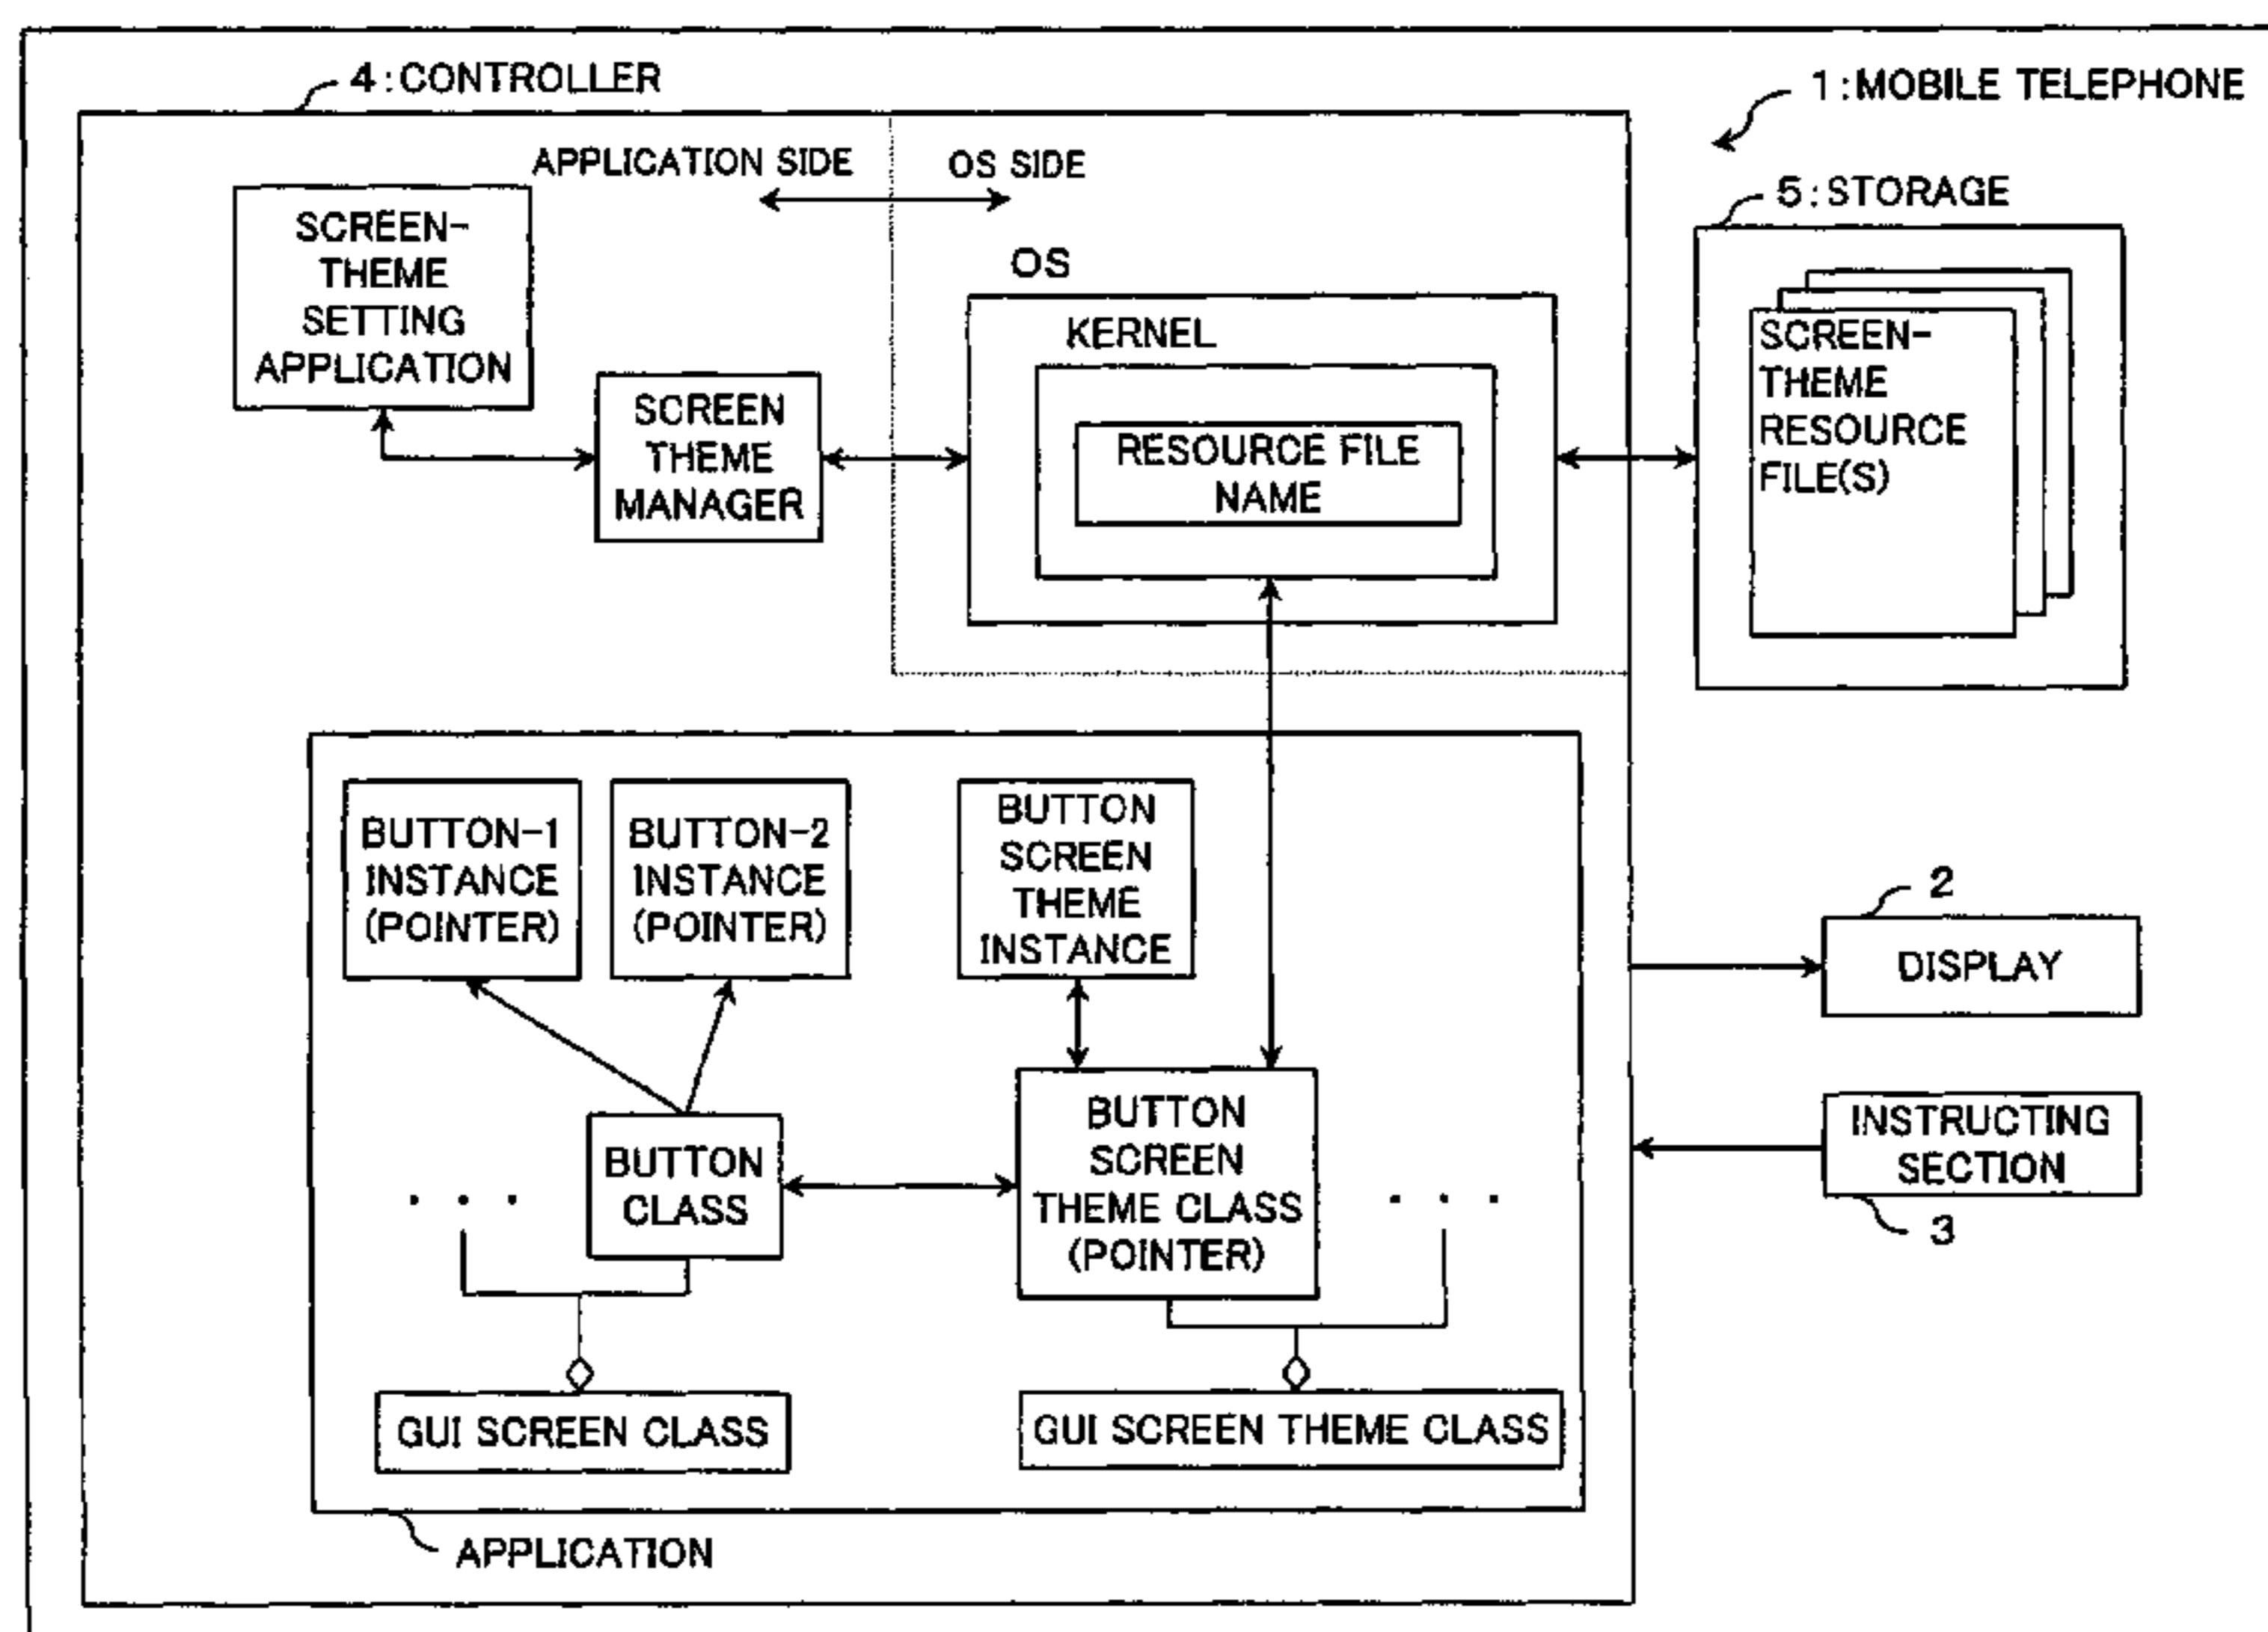 4:CONTROLLER
1:MOBILE TELEPHONE
APPLICATION SIDE
OS SIDE
5:STORAGE
SCREEN-
THEME
SETTING
APPLICATION
OS
KERNEL
RESOURCE FILE
NAME
SCREEN
THEME
MANAGER
SCREEN-
THEME
RESOURCE
FILE(S)
BUTTON-1
INSTANCE
(POINTER)
BUTTON-2
INSTANCE
(POINTER)
BUTTON
SCREEN
THEME
INSTANCE
2
DISPLAY
BUTTON
CLASS
BUTTON
SCREEN
THEME CLASS
(POINTER)
. . .
. . .
INSTRUCTING
SECTION
3
GUI SCREEN CLASS
GUI SCREEN THEME CLASS
APPLICATION